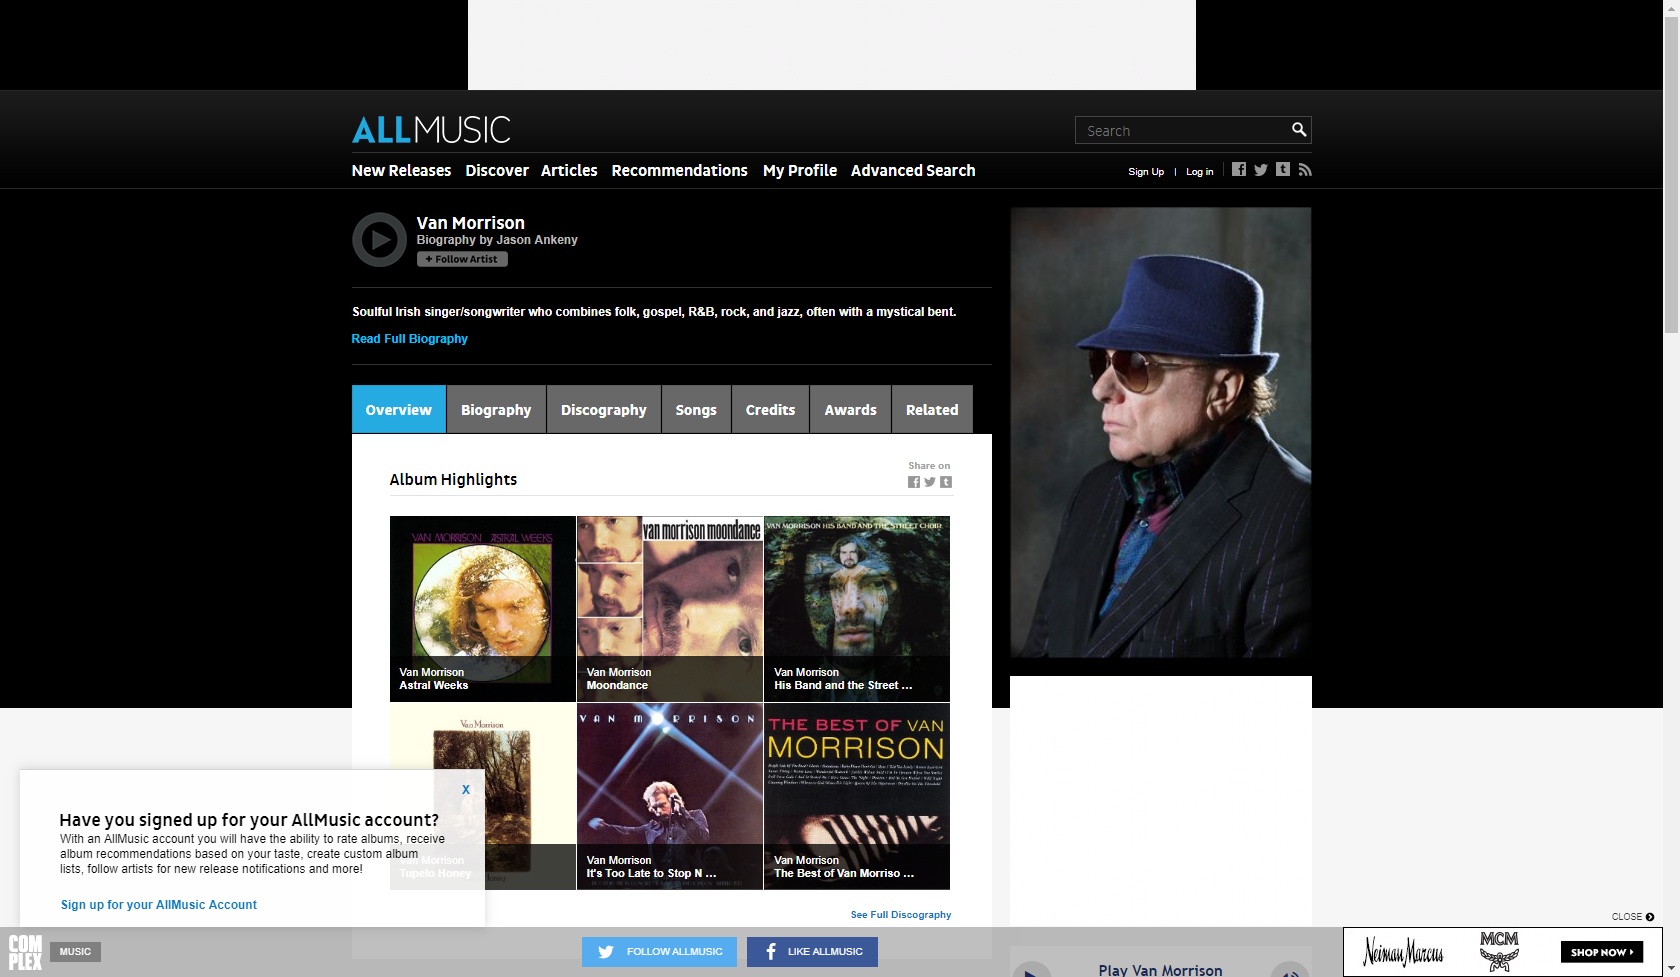 ALLMUSIC
Search
New Releases Discover Articles Recommendations My Profile Advanced Search
Sign Up | Log in
Van Morrison
Biography by Jason Ankeny
+ Follow Artist
Soulful Irish singer/songwriter who combines folk, gospel, R&B, rock, and jazz, often with a mystical bent.
Read Full Biography
Overview Biography Discography Songs Credits Awards Related
Album Highlights
Share on
VAN MORRISON ASTRAL WEEKS
Van Morrison
Astral Weeks
van morrison moondance
Van Morrison
Moondance
VAN MORRISON HIS BAND AND THE STREET CHOIR
Van Morrison
His Band and the Street ...
Van Morrison
Van Morrison
Tupelo Honey
VAN MORRISON
Van Morrison
It's Too Late to Stop N ...
THE BEST OF VAN
MORRISON
Van Morrison
The Best of Van Morriso ...
See Full Discography
X
Have you signed up for your AllMusic account?
With an AllMusic account you will have the ability to rate albums, receive
album recommendations based on your taste, create custom album
lists, follow artists for new release notifications and more!
Sign up for your AllMusic Account
COM
PLEX
MUSIC
FOLLOW ALLMUSIC
LIKE ALLMUSIC
Play Van Morrison
CLOSE
Neiman Marcus
MCM
SHOP NOW